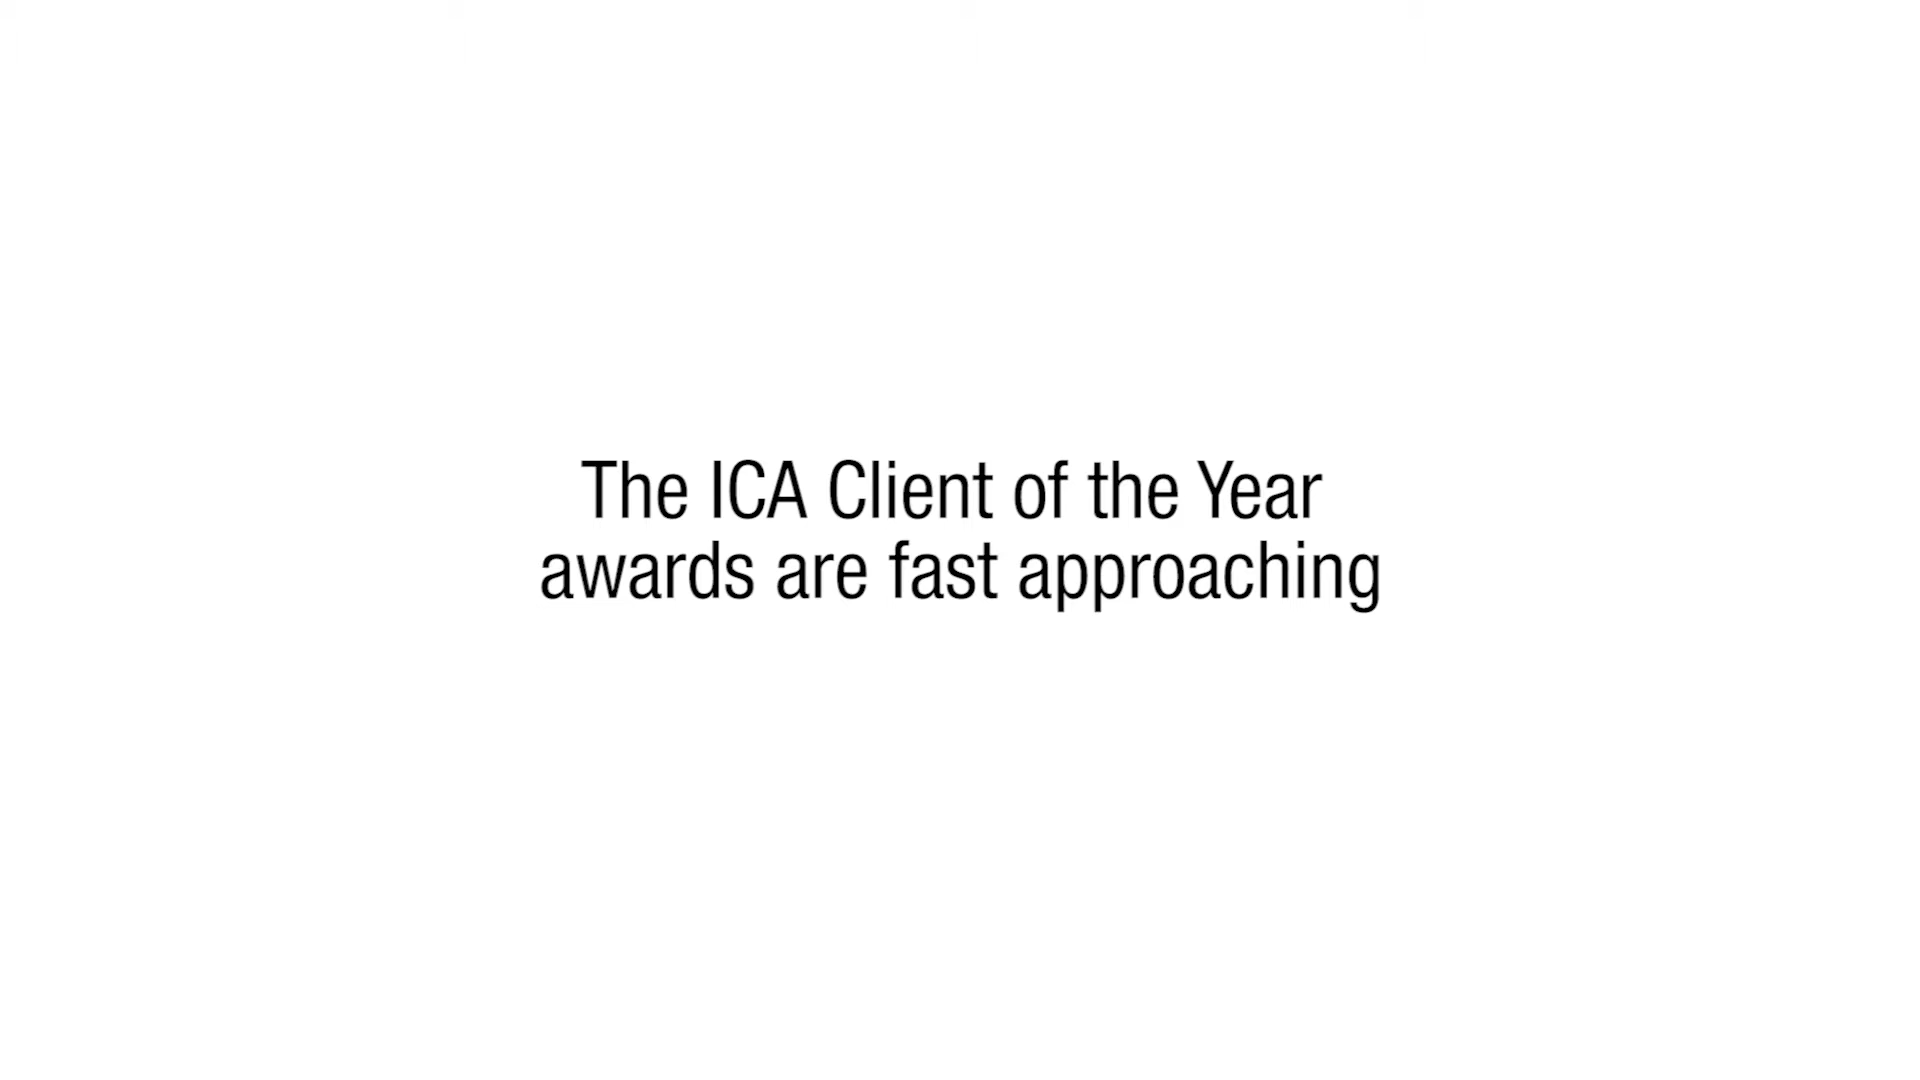 The ICA Client of the Year
awards are fast approaching